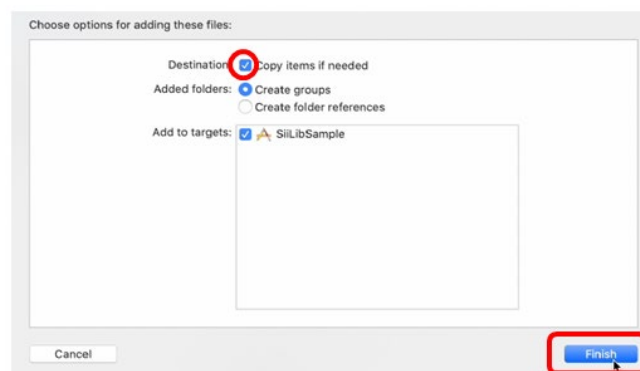 Choose options for adding these files:
Destination: Copy items if needed
Added folders: Create groups
Create folder references
Add to targets: SiiLibSample
Cancel
Finish